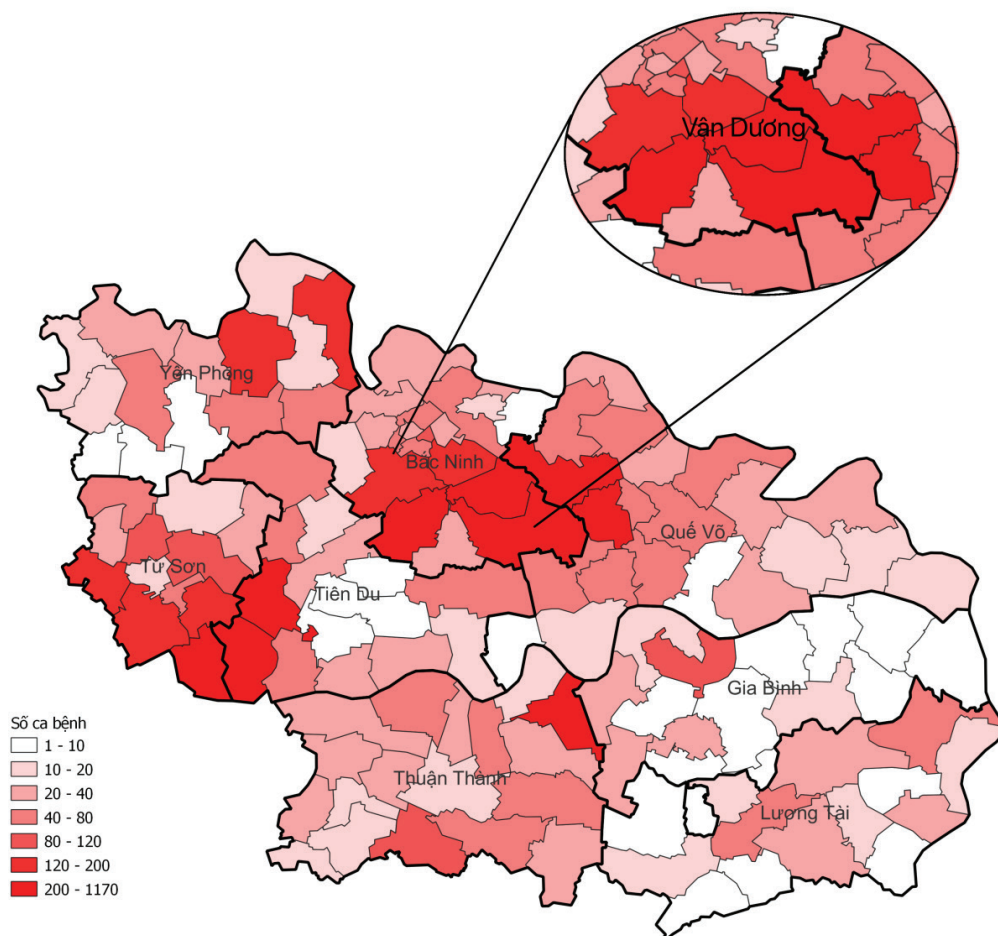 Vân Dương
Yên Phong
Bắc Ninh
Quế Võ
Từ Sơn
Tiên Du
Gia Bình
Thuận Thành
Lương Tài
Số ca bệnh
1 - 10
10 - 20
20 - 40
40 - 80
80 - 120
120 - 200
200 - 1170